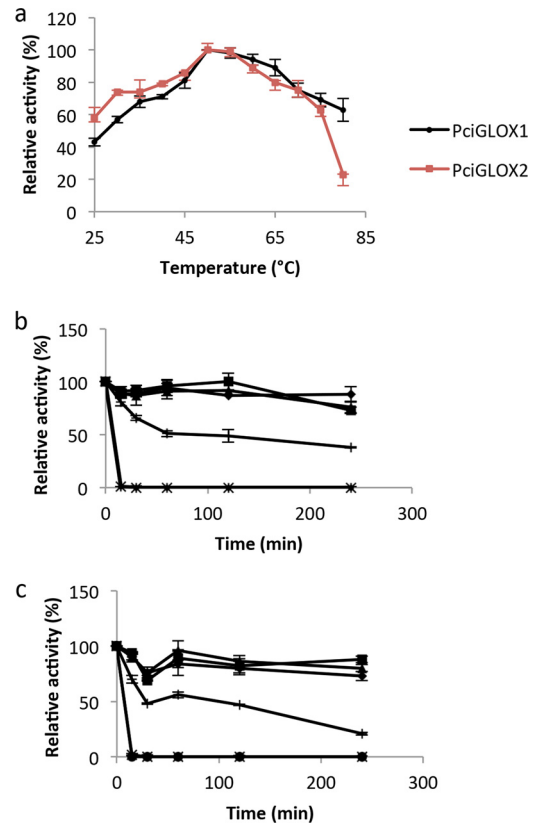 a
Relative activity (%)
120
100
80
60
40
20
0
25 45 65 85
Temperature (°C)
PciGLOX1
PciGLOX2
b
Relative activity (%)
150
100
50
0
0 100 200 300
Time (min)
c
Relative activity (%)
150
100
50
0
0 100 200 300
Time (min)